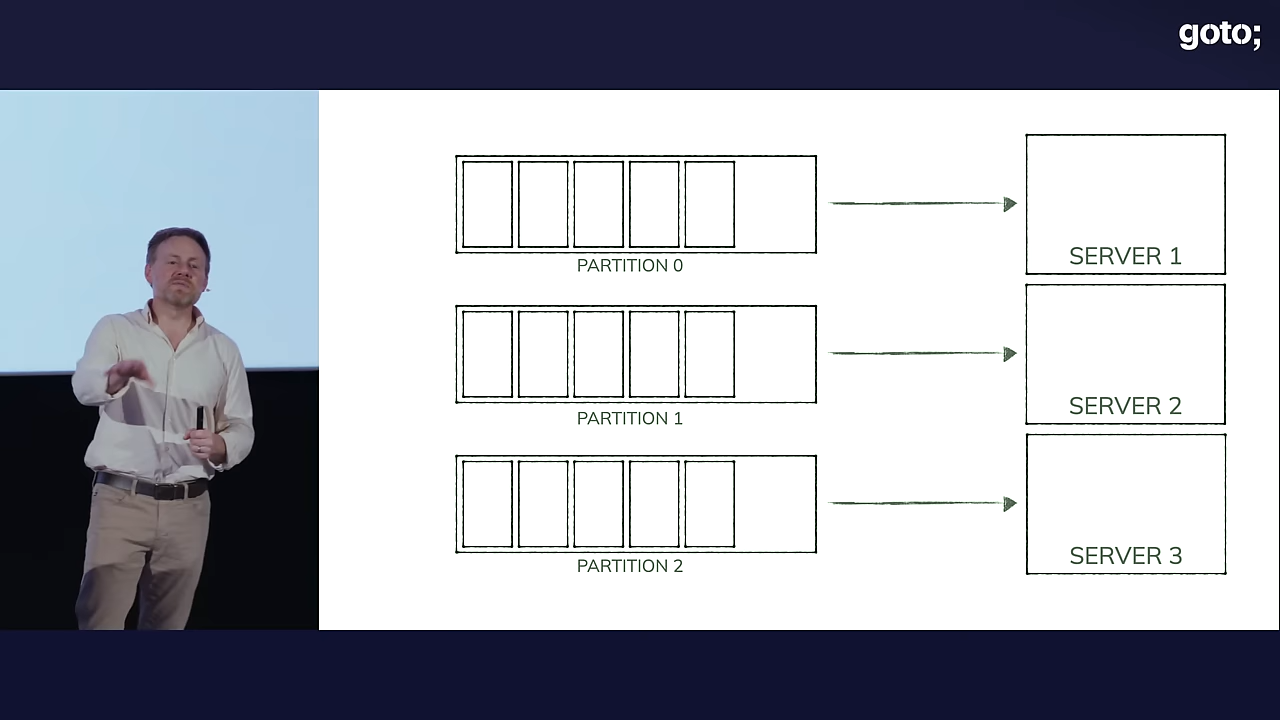 goto;
PARTITION 0
SERVER 1
PARTITION 1
SERVER 2
PARTITION 2
SERVER 3